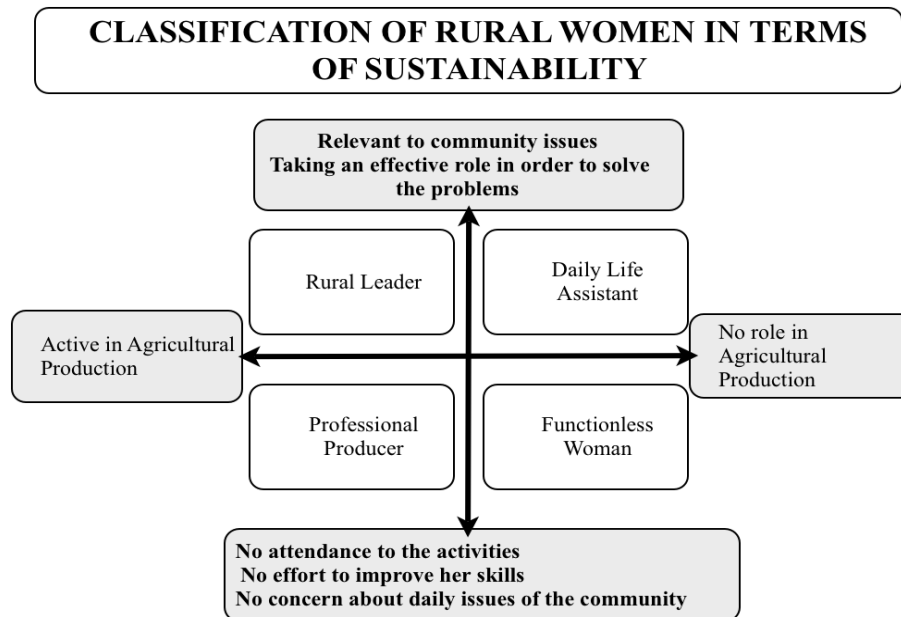 CLASSIFICATION OF RURAL WOMEN IN TERMS
OF SUSTAINABILITY
Relevant to community issues
Taking an effective role in order to solve
the problems
Rural Leader
Daily Life
Assistant
Active in Agricultural
Production
No role in
Agricultural
Production
Professional
Producer
Functionless
Woman
No attendance to the activities
No effort to improve her skills
No concern about daily issues of the community